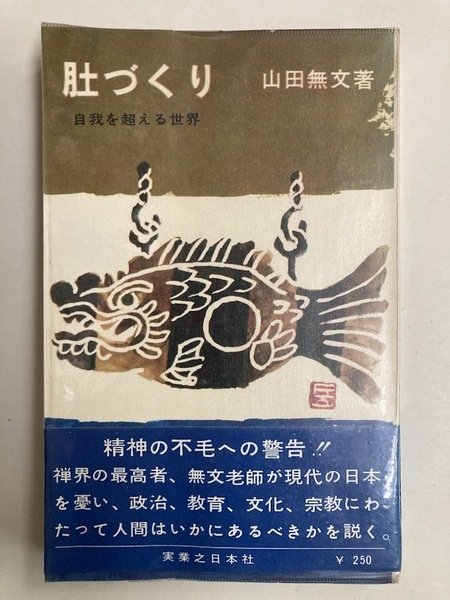 肚づくり
山田無文著
自我を超える世界
精神の不毛への警告!!
禅界の最高者、無文老師が現代の日本
を憂い、政治、教育、文化、宗教にわ
たって人間はいかにあるべきかを説く。
実業之日本社
¥ 250